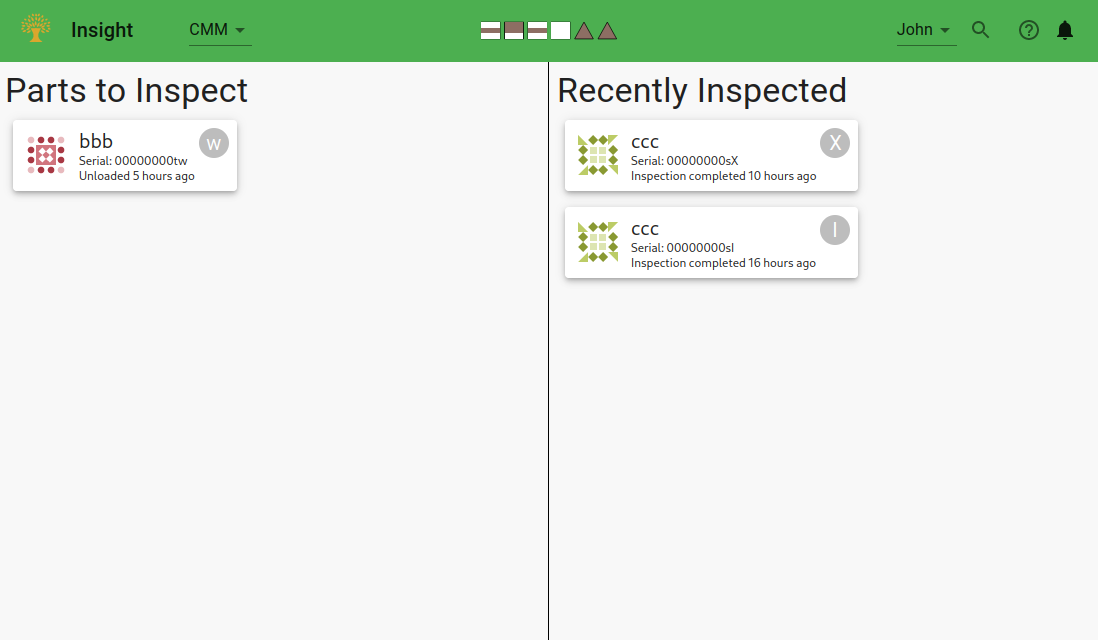 Insight
CMM
John
Parts to Inspect
bbb
w
Serial: 00000000tw
Unloaded 5 hours ago
Recently Inspected
ccc
X
Serial: 00000000sX
Inspection completed 10 hours ago
ccc
l
Serial: 00000000sl
Inspection completed 16 hours ago